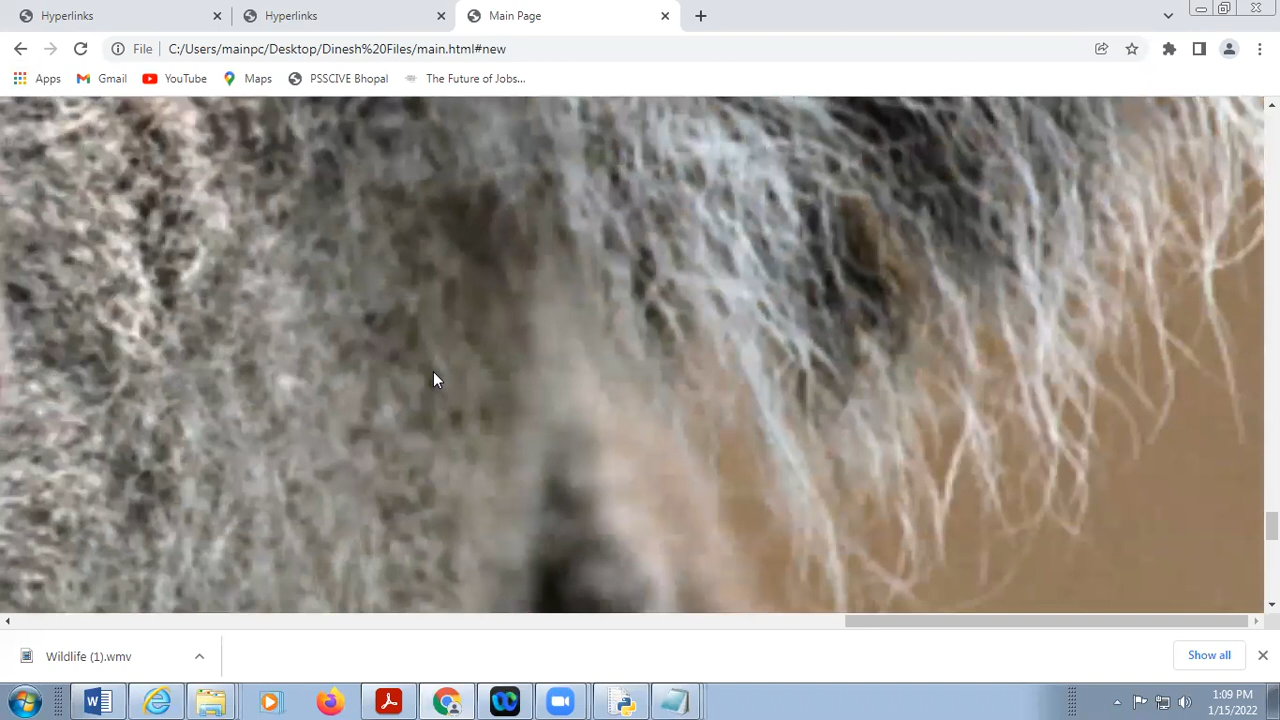 Hyperlinks
Hyperlinks
Main Page
File
C:/Users/mainpc/Desktop/Dinesh%20Files/main.html#new
Apps
Gmail
YouTube
Maps
PSSCIVE Bhopal
The Future of Jobs...
Wildlife (1).wmv
Show all
1:09 PM
1/15/2022